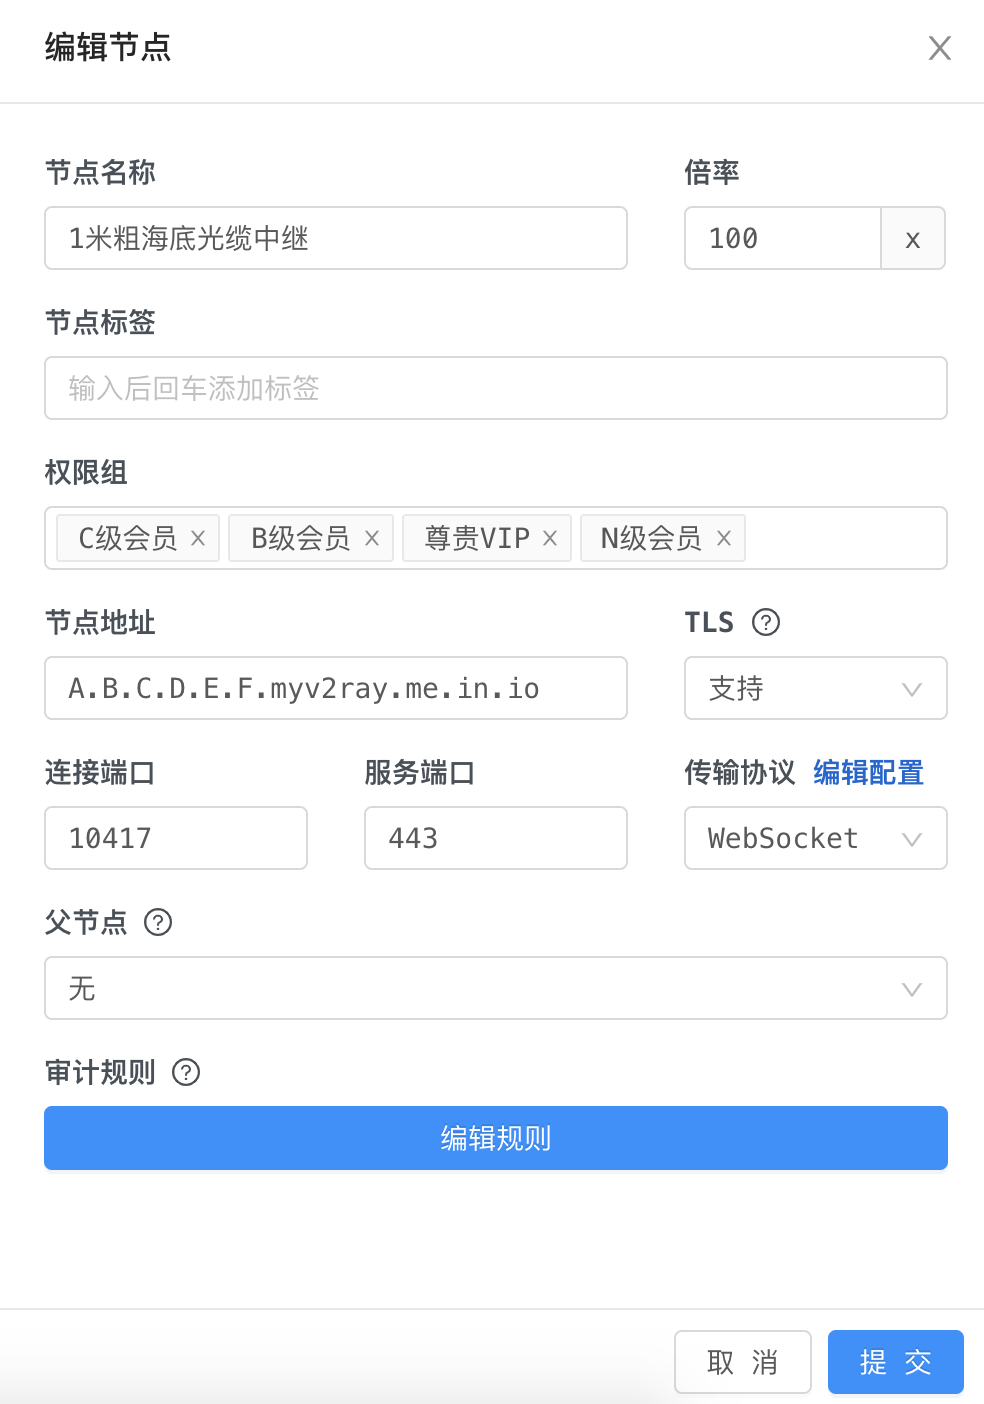 编辑节点
节点名称 倍率
1米粗海底光缆中继 100 x
节点标签
输入后回车添加标签
权限组
C级会员 B级会员 尊贵VIP N级会员
节点地址 TLS
A.B.C.D.E.F.myv2ray.me.in.io 支持
连接端口 服务端口 传输协议 编辑配置
10417 443 WebSocket
父节点
无
审计规则
编辑规则
取 消 提 交